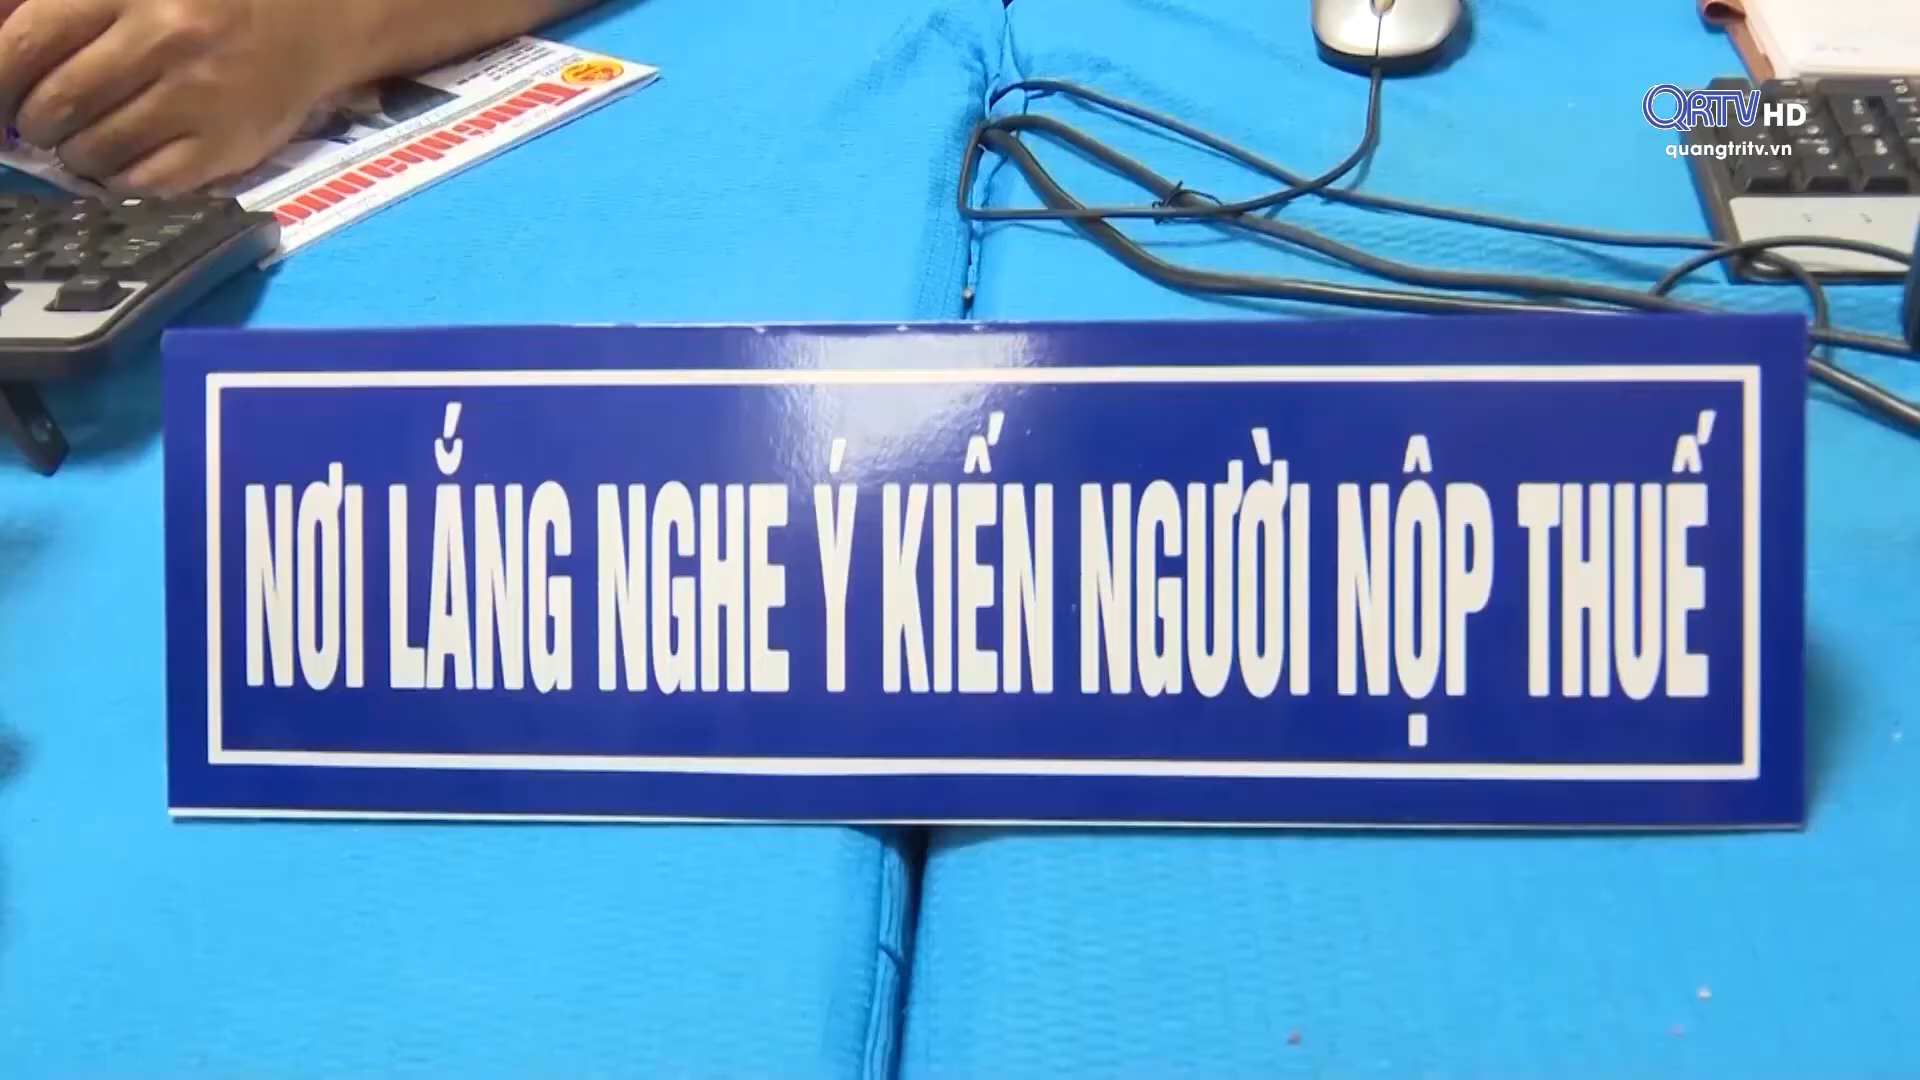 QRTV HD
quangtritv.vn
NƠI LẮNG NGHE Ý KIẾN NGƯỜI NỘP THUẾ